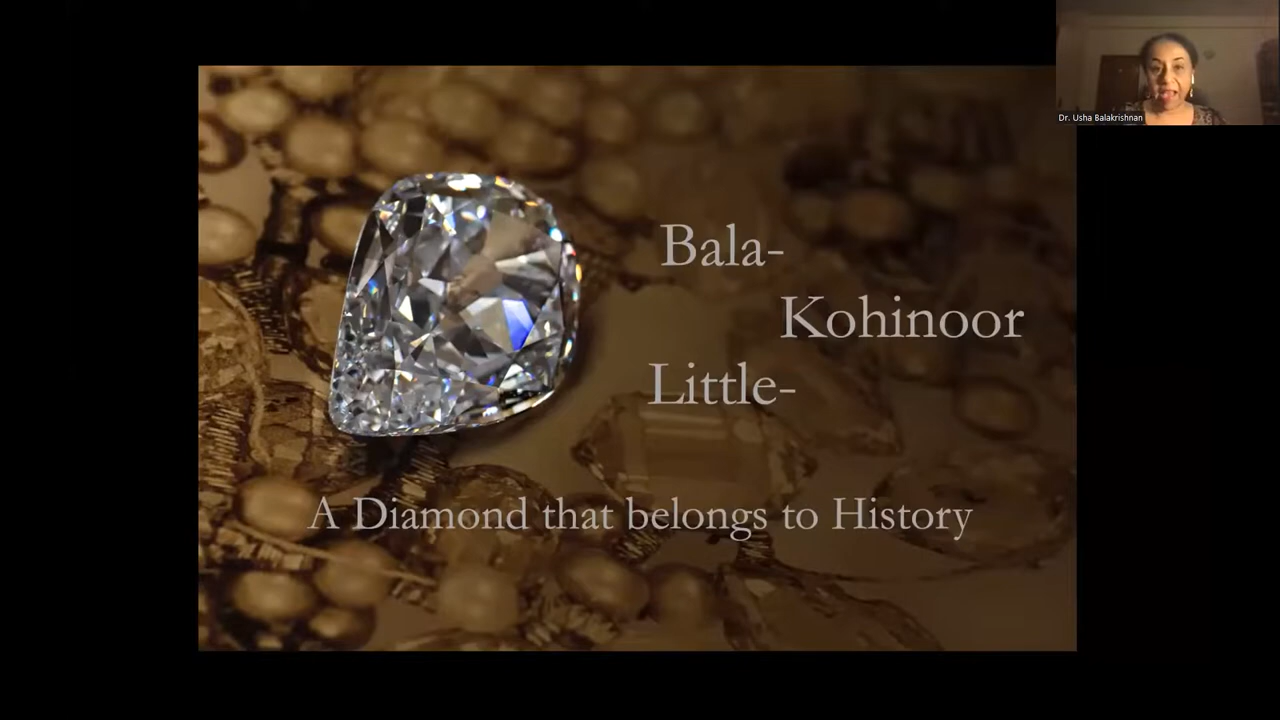 Dr. Usha Balakrishnan
Bala-
Kohinoor
Little-
A Diamond that belongs to History